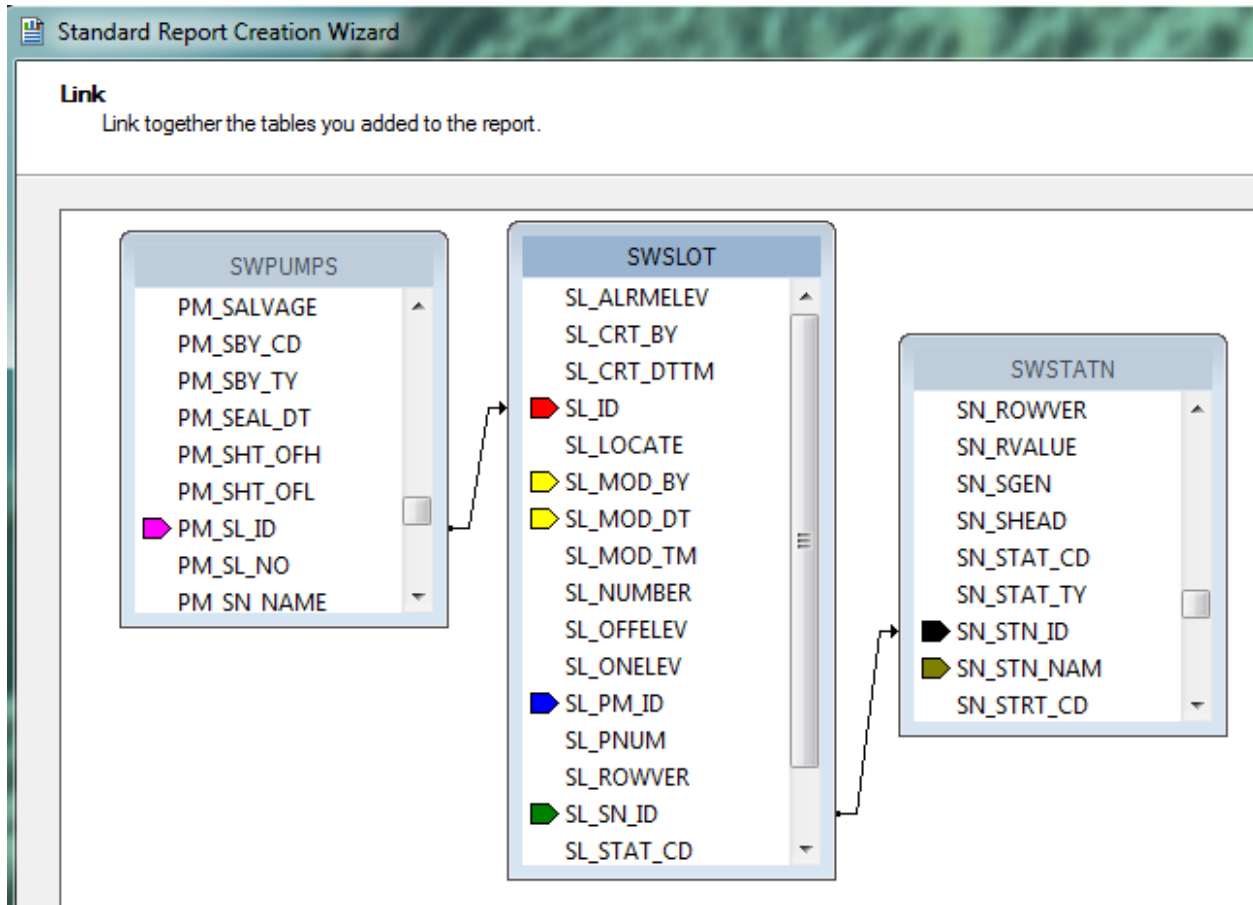 Standard Report Creation Wizard
Link
Link together the tables you added to the report.
SWPUMPS
PM_SALVAGE
PM_SBY_CD
PM_SBY_TY
PM_SEAL_DT
PM_SHT_OFH
PM_SHT_OFL
PM_SL_ID
PM_SL_NO
PM_SN_NAME
SWSLOT
SL_ALRMELEV
SL_CRT_BY
SL_CRT_DTTM
SL_ID
SL_LOCATE
SL_MOD_BY
SL_MOD_DT
SL_MOD_TM
SL_NUMBER
SL_OFFELEV
SL_ONELEV
SL_PM_ID
SL_PNUM
SL_ROWVER
SL_SN_ID
SL_STAT_CD
SWSTATN
SN_ROWVER
SN_RVALUE
SN_SGEN
SN_SHEAD
SN_STAT_CD
SN_STAT_TY
SN_STN_ID
SN_STN_NAM
SN_STRT_CD